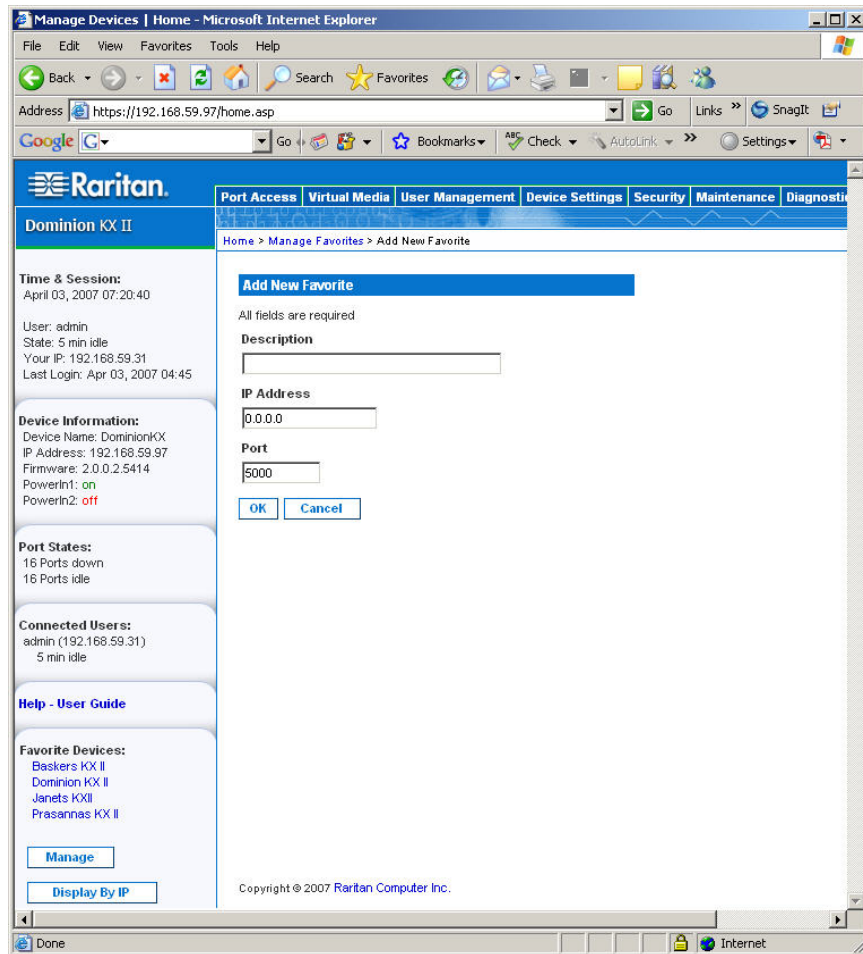 Manage Devices | Home - Microsoft Internet Explorer
File Edit View Favorites Tools Help
Back Search Favorites
Address https://192.168.59.97/home.asp Go Links » SnagIt
Google G Go Bookmarks ABC Check AutoLink » Settings
Raritan.
Port Access Virtual Media User Management Device Settings Security Maintenance Diagnosti
Dominion KX II
Home > Manage Favorites > Add New Favorite
Time & Session:
April 03, 2007 07:20:40
User: admin
State: 5 min idle
Your IP: 192.168.59.31
Last Login: Apr 03, 2007 04:45
Device Information:
Device Name: DominionKX
IP Address: 192.168.59.97
Firmware: 2.0.0.2.5414
PowerIn1: on
PowerIn2: off
Port States:
16 Ports down
16 Ports idle
Connected Users:
admin (192.168.59.31)
5 min idle
Help - User Guide
Favorite Devices:
Baskers KX II
Dominion KX II
Janets KXII
Prasannas KX II
Manage
Display By IP
Add New Favorite
All fields are required
Description
IP Address
0.0.0.0
Port
5000
OK Cancel
Copyright © 2007 Raritan Computer Inc.
Done Internet